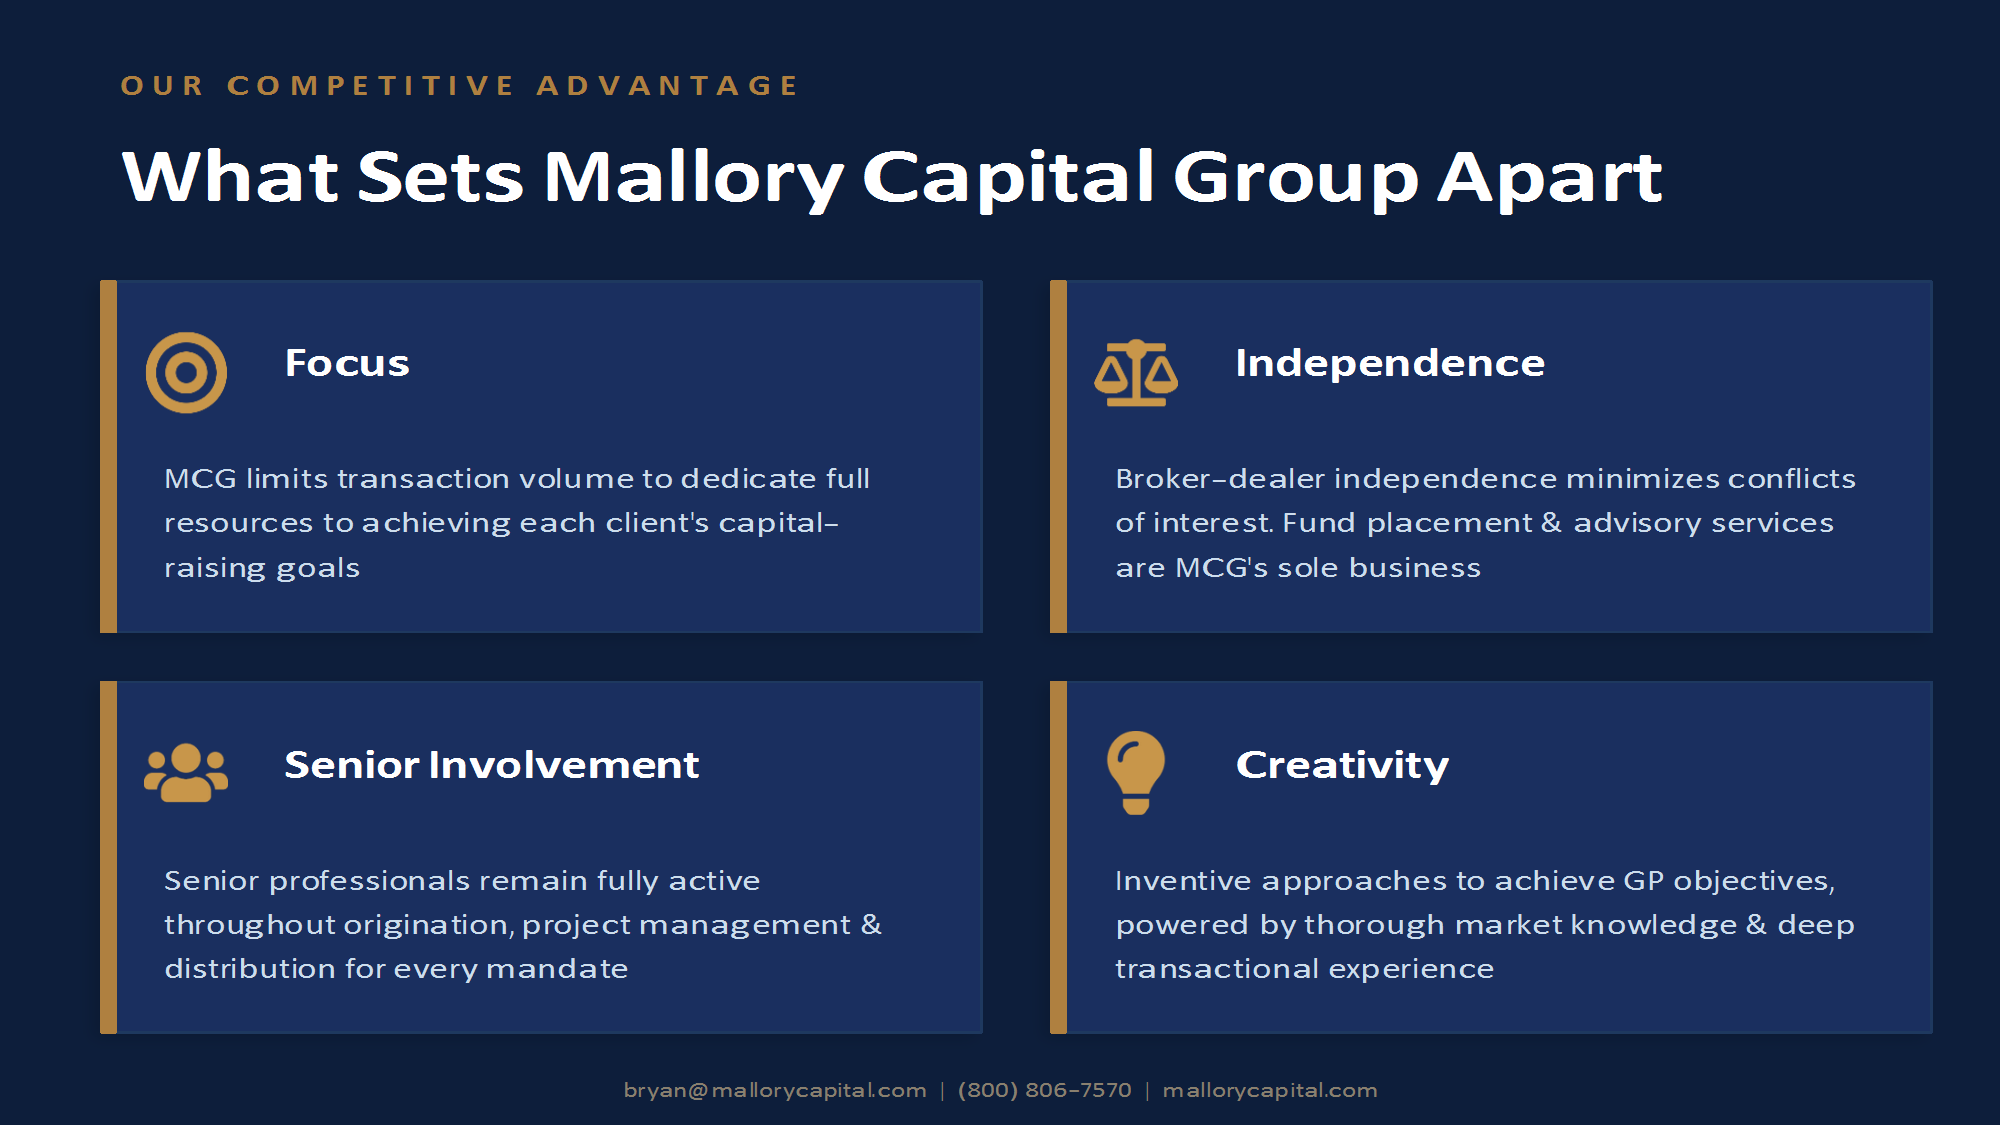 OUR COMPETITIVE ADVANTAGE
What Sets Mallory Capital Group Apart
Focus
MCG limits transaction volume to dedicate full
resources to achieving each client's capital-
raising goals
Independence
Broker-dealer independence minimizes conflicts
of interest. Fund placement & advisory services
are MCG's sole business
Senior Involvement
Senior professionals remain fully active
throughout origination, project management &
distribution for every mandate
Creativity
Inventive approaches to achieve GP objectives,
powered by thorough market knowledge & deep
transactional experience
bryan@mallorycapital.com | (800) 806-7570 | mallorycapital.com